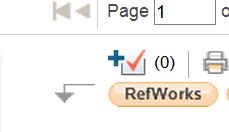 Page 1 o
(0)
RefWorks